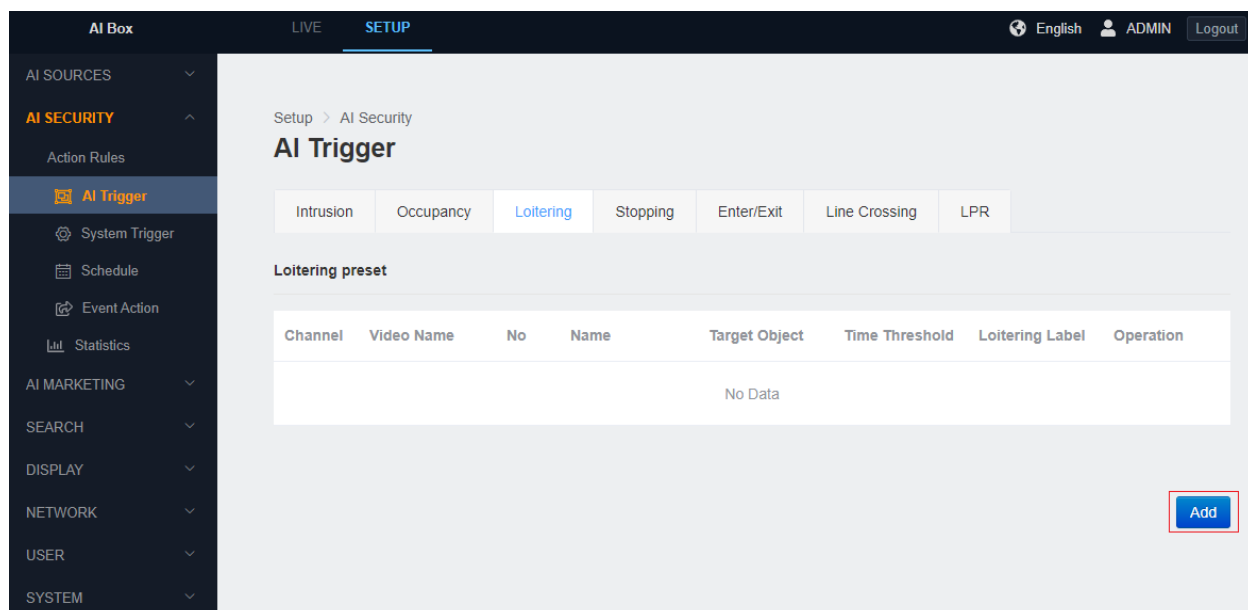 AI Box
LIVE SETUP
English ADMIN Logout
AI SOURCES
AI SECURITY
Action Rules
AI Trigger
System Trigger
Schedule
Event Action
Statistics
AI MARKETING
SEARCH
DISPLAY
NETWORK
USER
SYSTEM
Setup > AI Security
AI Trigger
Intrusion Occupancy Loitering Stopping Enter/Exit Line Crossing LPR
Loitering preset
Channel Video Name No Name Target Object Time Threshold Loitering Label Operation
No Data
Add